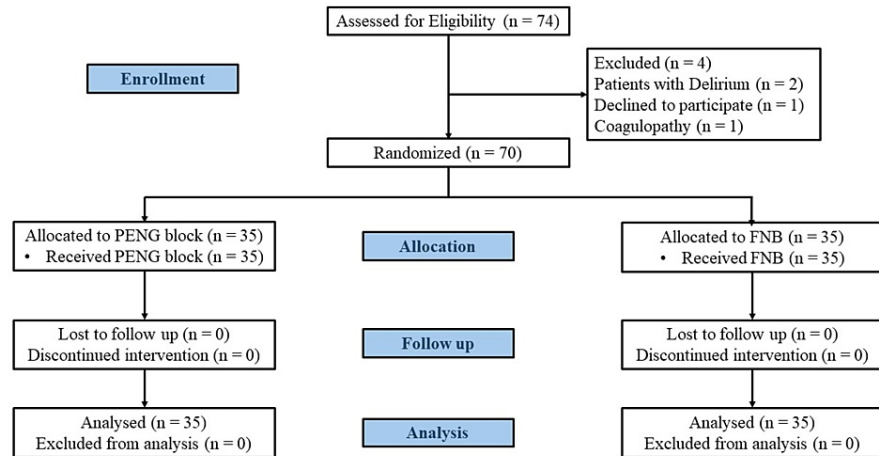 Assessed for Eligibility (n = 74)
Enrollment
Excluded (n = 4)
Patients with Delirium (n = 2)
Declined to participate (n = 1)
Coagulopathy (n = 1)
Randomized (n = 70)
Allocated to PENG block (n = 35)
• Received PENG block (n = 35)
Allocation
Allocated to FNB (n = 35)
• Received FNB (n = 35)
Lost to follow up (n = 0)
Discontinued intervention (n = 0)
Follow up
Lost to follow up (n = 0)
Discontinued intervention (n = 0)
Analysed (n = 35)
Excluded from analysis (n = 0)
Analysis
Analysed (n = 35)
Excluded from analysis (n = 0)